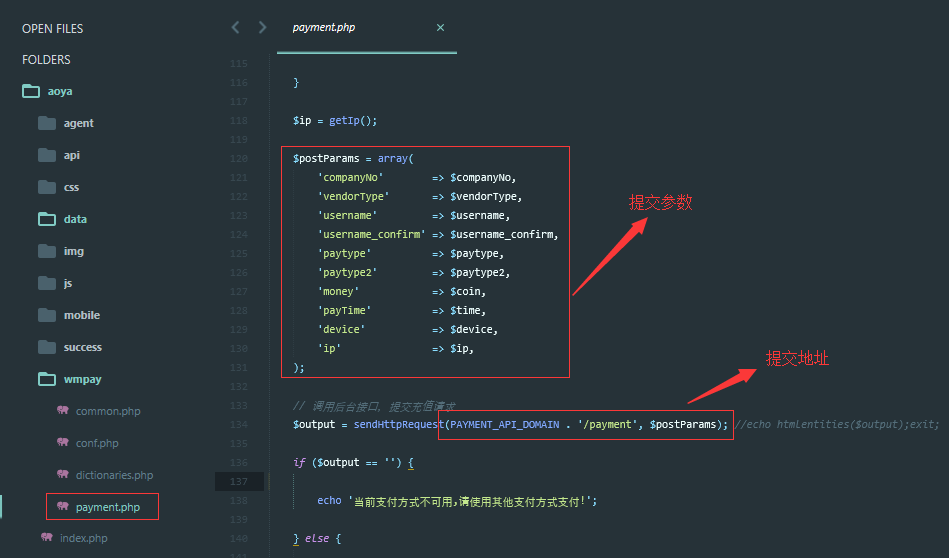 OPEN FILES
FOLDERS
aoya
agent
api
css
data
img
js
mobile
success
wmpay
common.php
conf.php
dictionaries.php
payment.php
index.php
payment.php ×
115
116 }
117
118 $ip = getIp();
119
120 $postParams = array(
121 'companyNo' => $companyNo,
122 'vendorType' => $vendorType,
123 'username' => $username,
124 'username_confirm' => $username_confirm,
125 'paytype' => $paytype,
126 'paytype2' => $paytype2,
127 'money' => $coin,
128 'payTime' => $time,
129 'device' => $device,
130 'ip' => $ip,
131 );
132
133 // 调用后台接口, 提交充值请求
134 $output = sendHttpRequest(PAYMENT_API_DOMAIN . '/payment', $postParams); //echo htmlentities($output);exit;
135
136 if ($output == '') {
137
138 echo '当前支付方式不可用,请使用其他支付方式支付!';
139
140 } else {
提交参数
提交地址